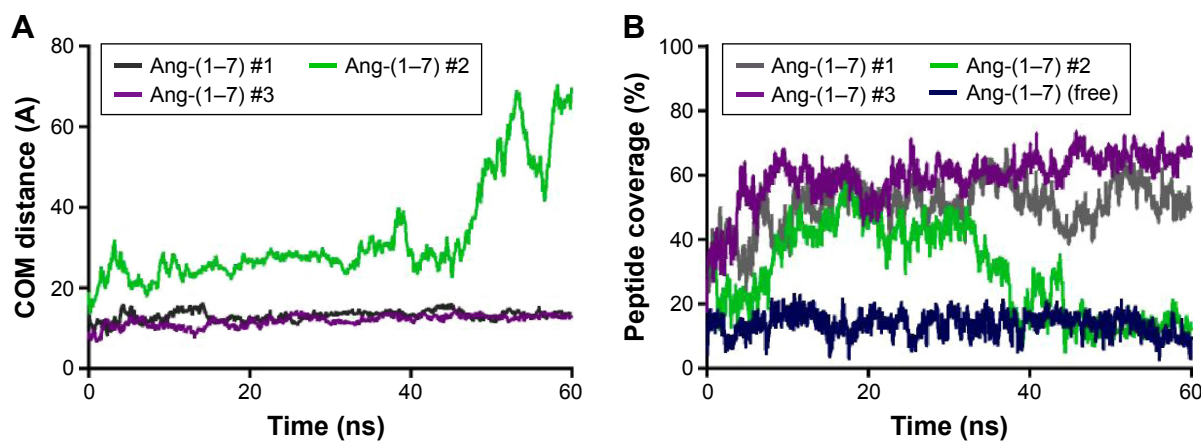 A
COM distance (A)
80
60
40
20
0
Ang-(1–7) #1
Ang-(1–7) #2
Ang-(1–7) #3
0
20
40
60
Time (ns)
B
Peptide coverage (%)
100
80
60
40
20
0
Ang-(1–7) #1
Ang-(1–7) #2
Ang-(1–7) #3
Ang-(1–7) (free)
0
20
40
60
Time (ns)